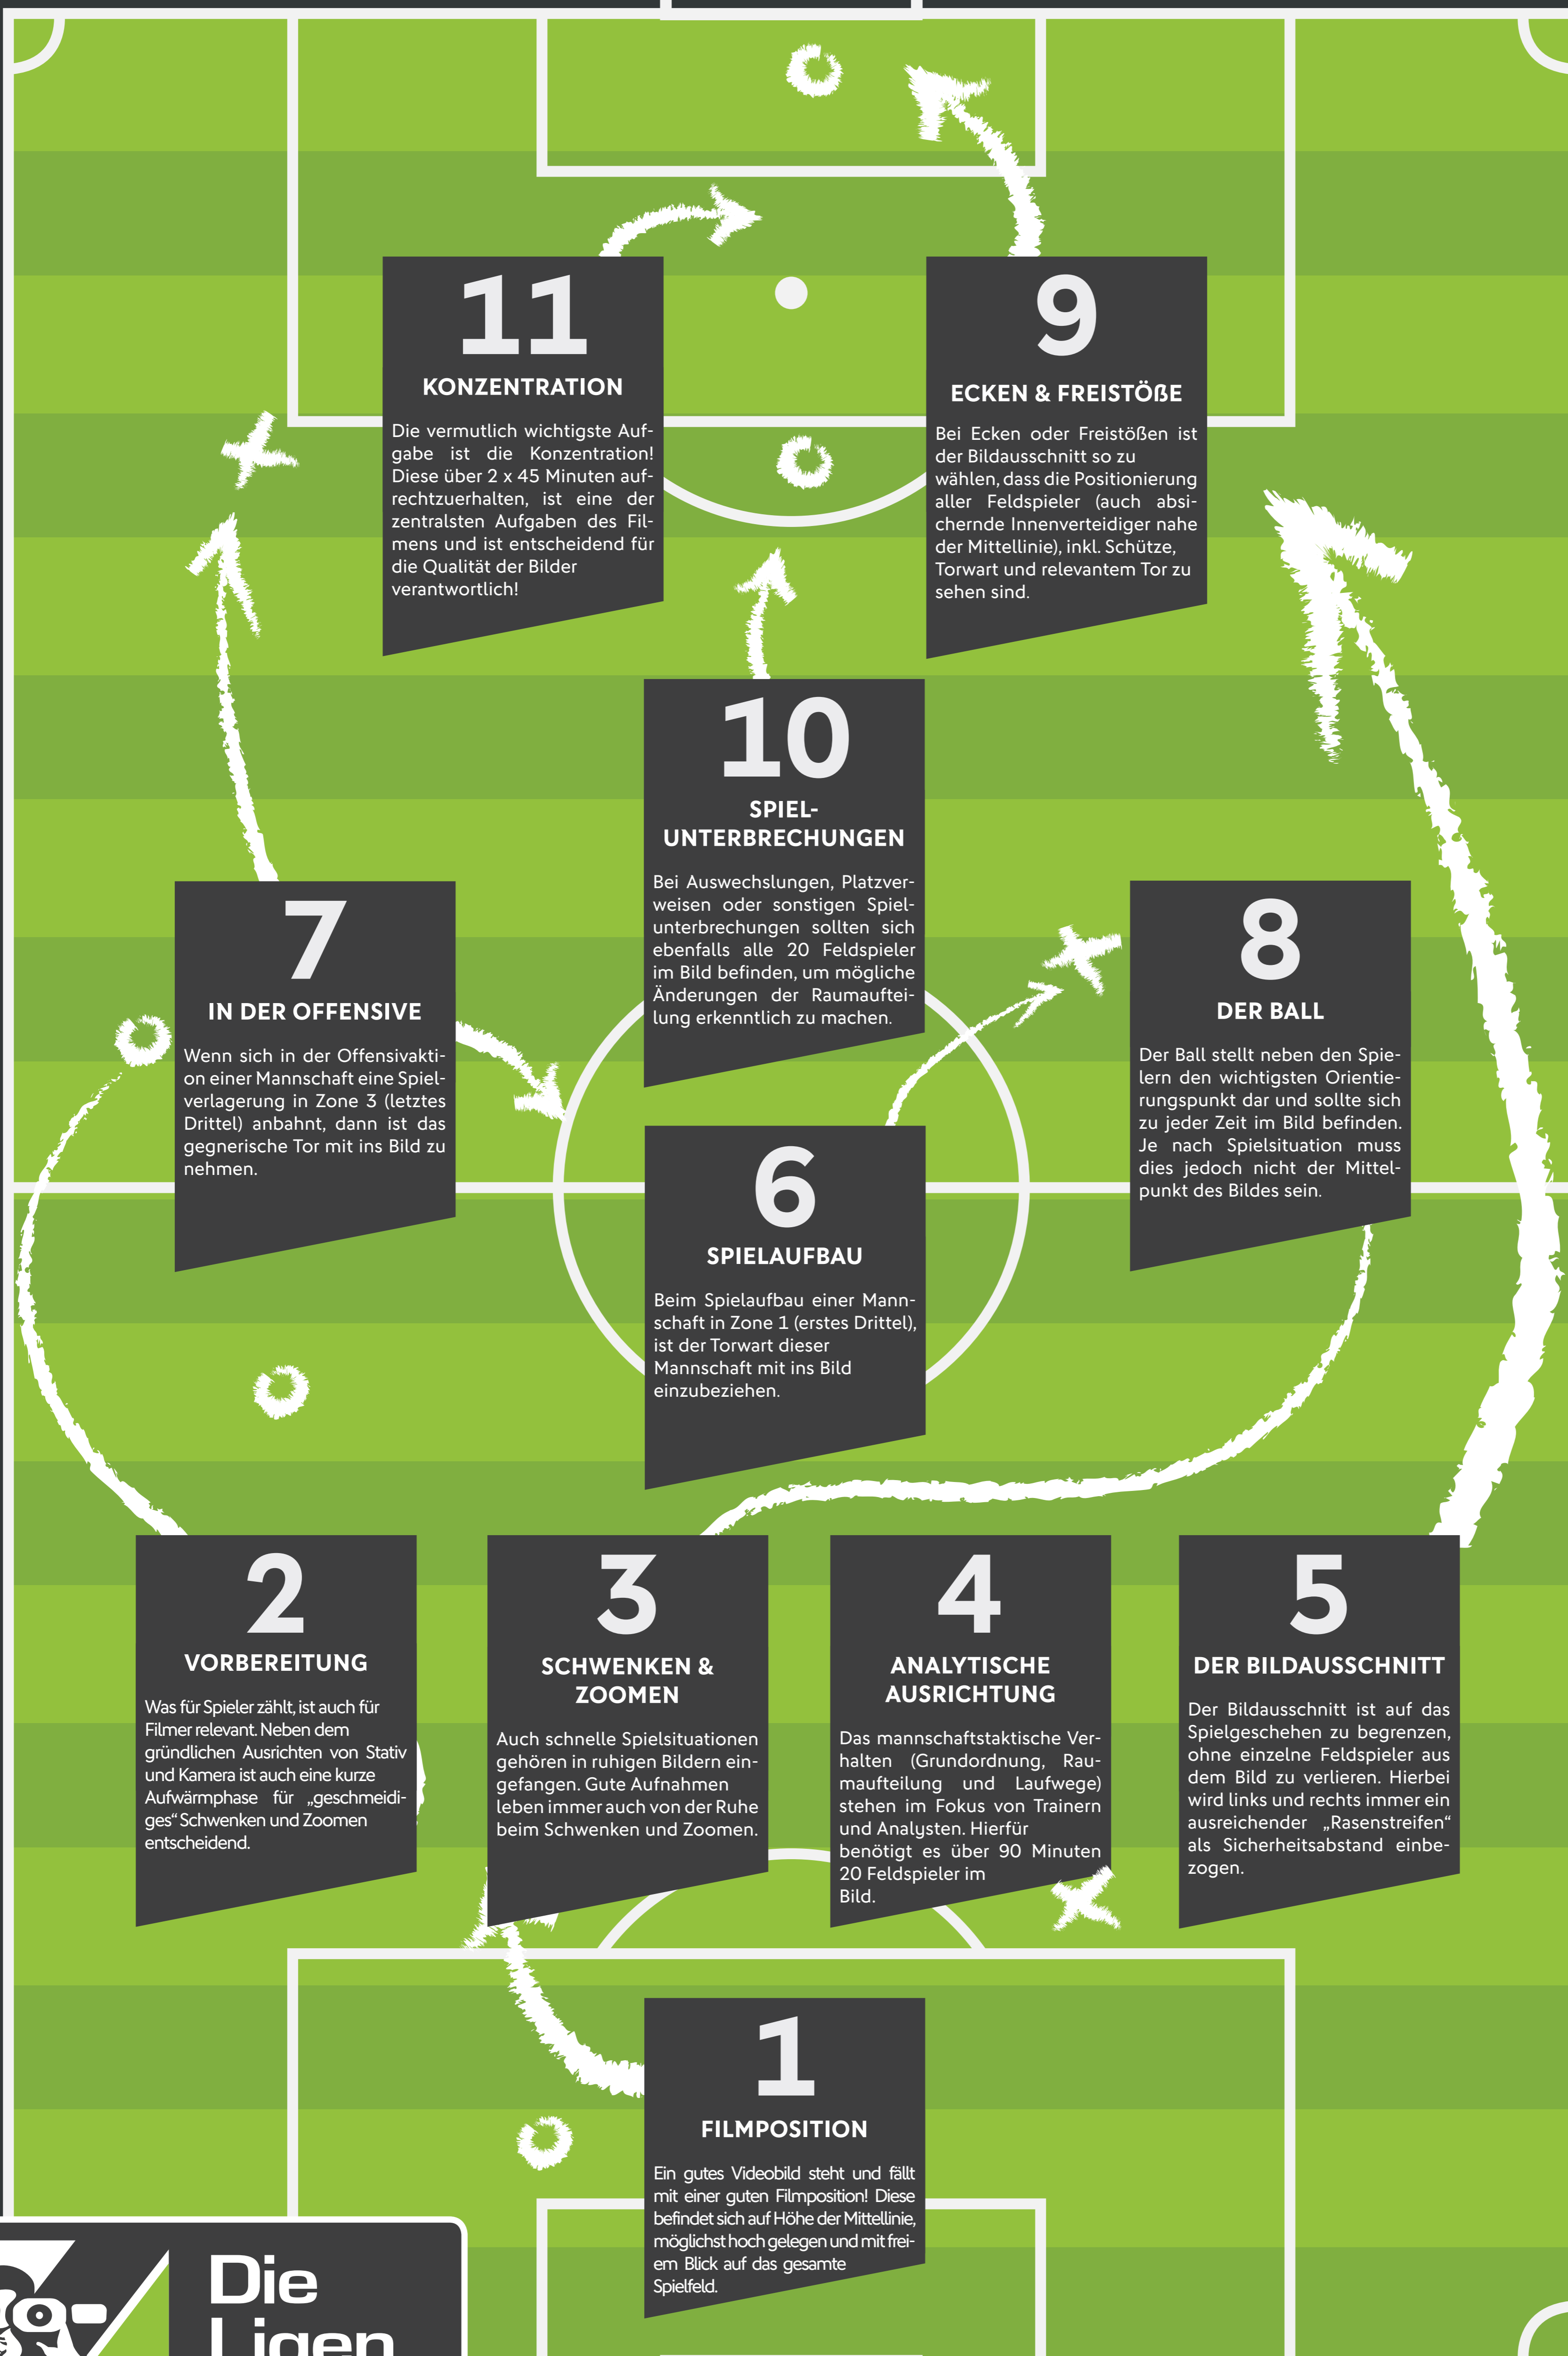 11
KONZENTRATION
Die vermutlich wichtigste Auf-
gabe ist die Konzentration!
Diese über 2 x 45 Minuten auf-
rechtzuerhalten, ist eine der
zentralsten Aufgaben des Fil-
mens und ist entscheidend für
die Qualität der Bilder
verantwortlich!
9
ECKEN & FREISTÖßE
Bei Ecken oder Freistößen ist
der Bildausschnitt so zu
wählen, dass die Positionierung
aller Feldspieler (auch absi-
chernde Innenverteidiger nahe
der Mittellinie), inkl. Schütze,
Torwart und relevantem Tor zu
sehen sind.
10
SPIEL-
UNTERBRECHUNGEN
Bei Auswechslungen, Platzver-
weisen oder sonstigen Spiel-
unterbrechungen sollten sich
ebenfalls alle 20 Feldspieler
im Bild befinden, um mögliche
Änderungen der Raumauftei-
lung erkenntlich zu machen.
7
IN DER OFFENSIVE
Wenn sich in der Offensivakti-
on einer Mannschaft eine Spiel-
verlagerung in Zone 3 (letztes
Drittel) anbahnt, dann ist das
gegnerische Tor mit ins Bild zu
nehmen.
8
DER BALL
Der Ball stellt neben den Spie-
lern den wichtigsten Orientie-
rungspunkt dar und sollte sich
zu jeder Zeit im Bild befinden.
Je nach Spielsituation muss
dies jedoch nicht der Mittel-
punkt des Bildes sein.
6
SPIELAUFBAU
Beim Spielaufbau einer Mann-
schaft in Zone 1 (erstes Drittel),
ist der Torwart dieser
Mannschaft mit ins Bild
einzubeziehen.
2
VORBEREITUNG
Was für Spieler zählt, ist auch für
Filmer relevant. Neben dem
gründlichen Ausrichten von Stativ
und Kamera ist auch eine kurze
Aufwärmphase für „geschmeidi-
ges“ Schwenken und Zoomen
entscheidend.
3
SCHWENKEN &
ZOOMEN
Auch schnelle Spielsituationen
gehören in ruhigen Bildern ein-
gefangen. Gute Aufnahmen
leben immer auch von der Ruhe
beim Schwenken und Zoomen.
4
ANALYTISCHE
AUSRICHTUNG
Das mannschaftstaktische Ver-
halten (Grundordnung, Rau-
maufteilung und Laufwege)
stehen im Fokus von Trainern
und Analysten. Hierfür
benötigt es über 90 Minuten
20 Feldspieler im
Bild.
5
DER BILDAUSSCHNITT
Der Bildausschnitt ist auf das
Spielgeschehen zu begrenzen,
ohne einzelne Feldspieler aus
dem Bild zu verlieren. Hierbei
wird links und rechts immer ein
ausreichender „Rasenstreifen“
als Sicherheitsabstand einbe-
zogen.
1
FILMPOSITION
Ein gutes Videobild steht und fällt
mit einer guten Filmposition! Diese
befindet sich auf Höhe der Mittellinie,
möglichst hoch gelegen und mit frei-
em Blick auf das gesamte
Spielfeld.
Die
Ligen